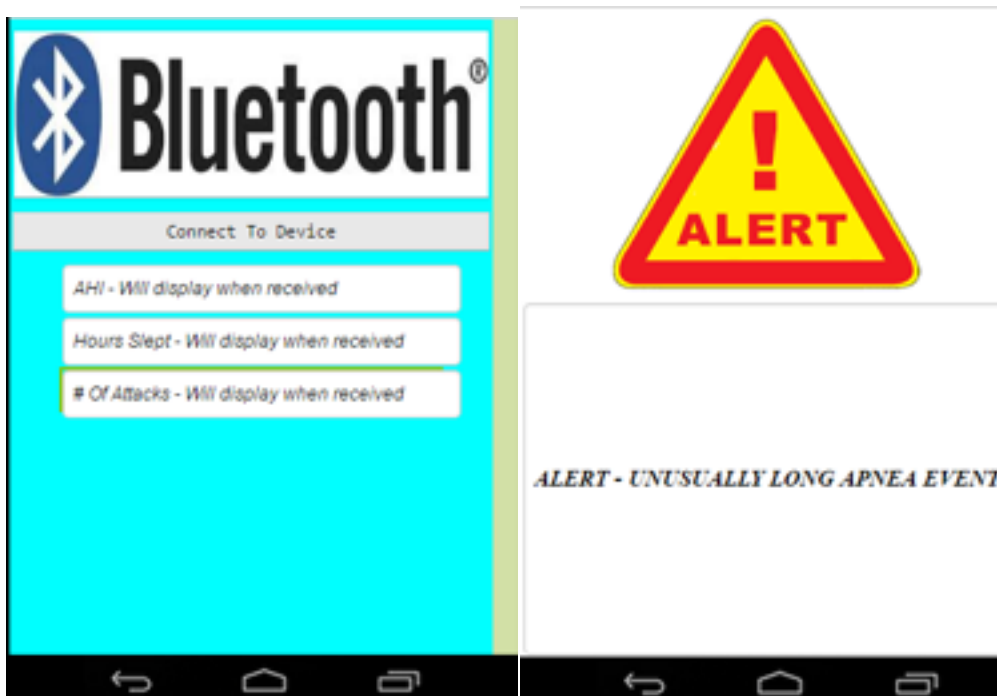 Bluetooth®
Connect To Device
AHI - Will display when received
Hours Slept - Will display when received
# Of Attacks - Will display when received
!
ALERT
ALERT - UNUSUALLY LONG APNEA EVENT